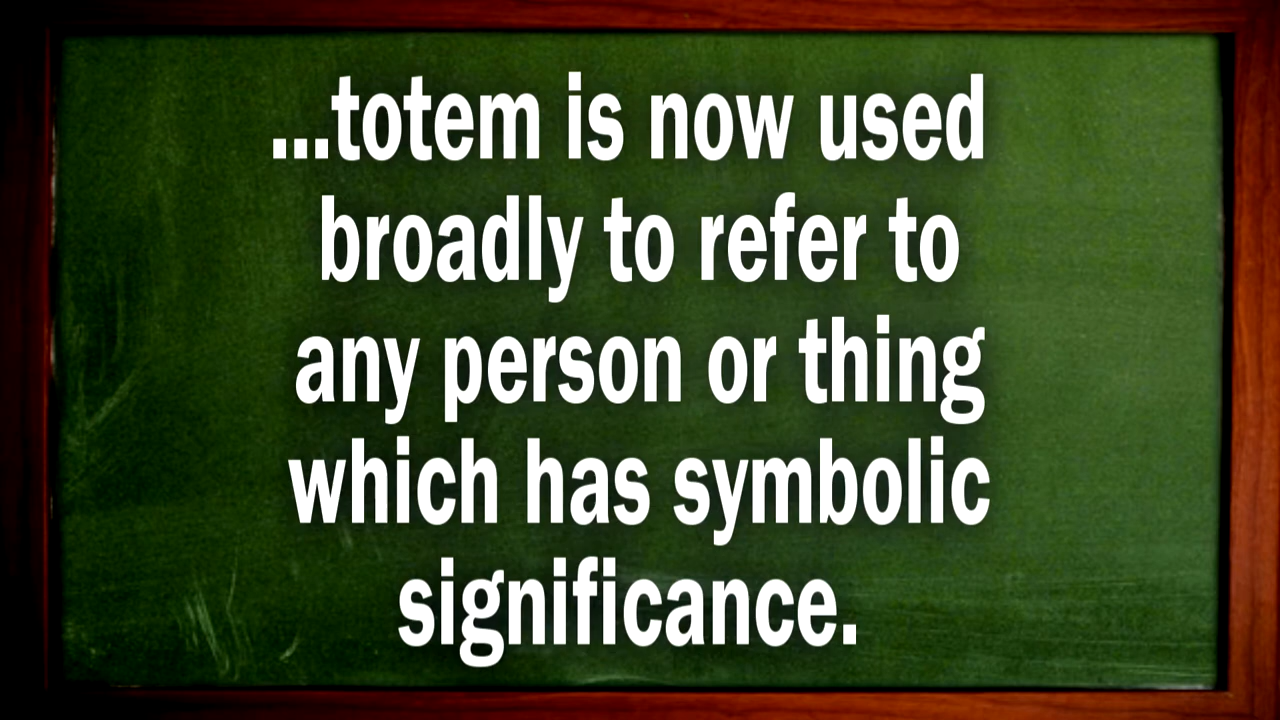 ...totem is now used
broadly to refer to
any person or thing
which has symbolic
significance.